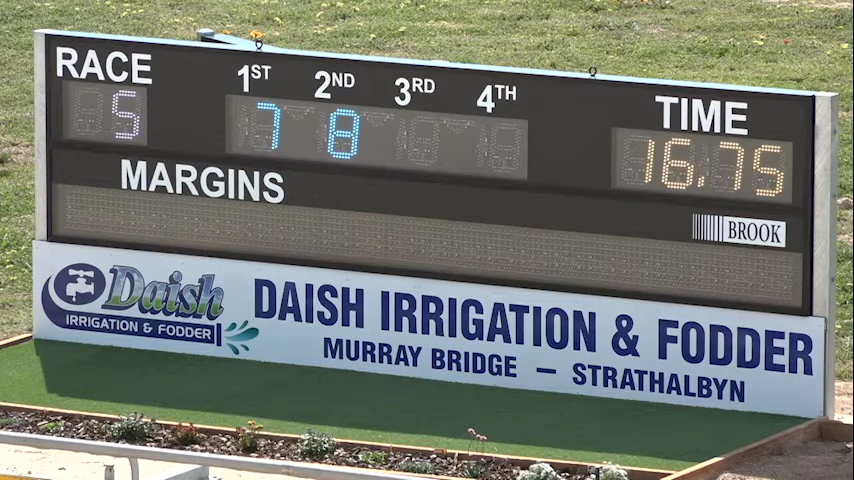 RACE 1ST 2ND 3RD 4TH TIME
5 7 8 16.75
MARGINS
BROOK
Daish
IRRIGATION & FODDER
DAISH IRRIGATION & FODDER
MURRAY BRIDGE – STRATHALBYN